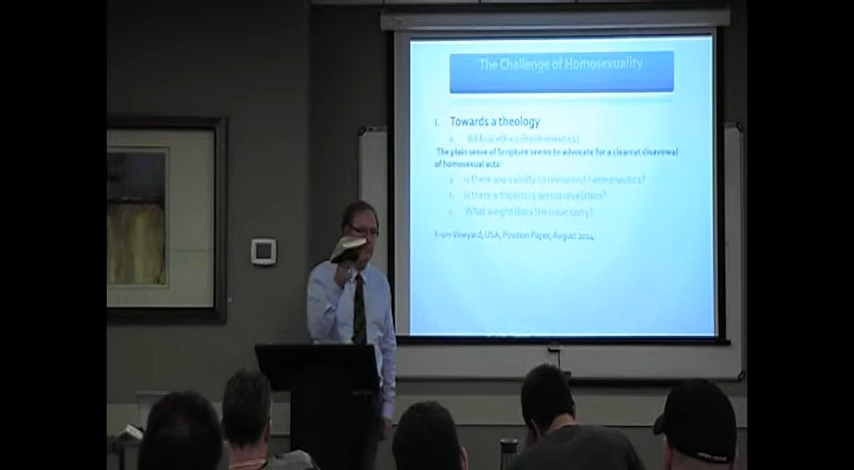 The Challenge of Homosexuality
I. Towards a theology
a. Biblical ethics (hermeneutics)
The plain sense of Scripture seems to advocate for a clearcut disavowal
of homosexual acts:
a. Is there any validity to revisionist hermeneutics?
b. Is there a trajectory across revelation?
c. What weight does the issue carry?
From Vineyard, USA, Position Paper, August 2014: